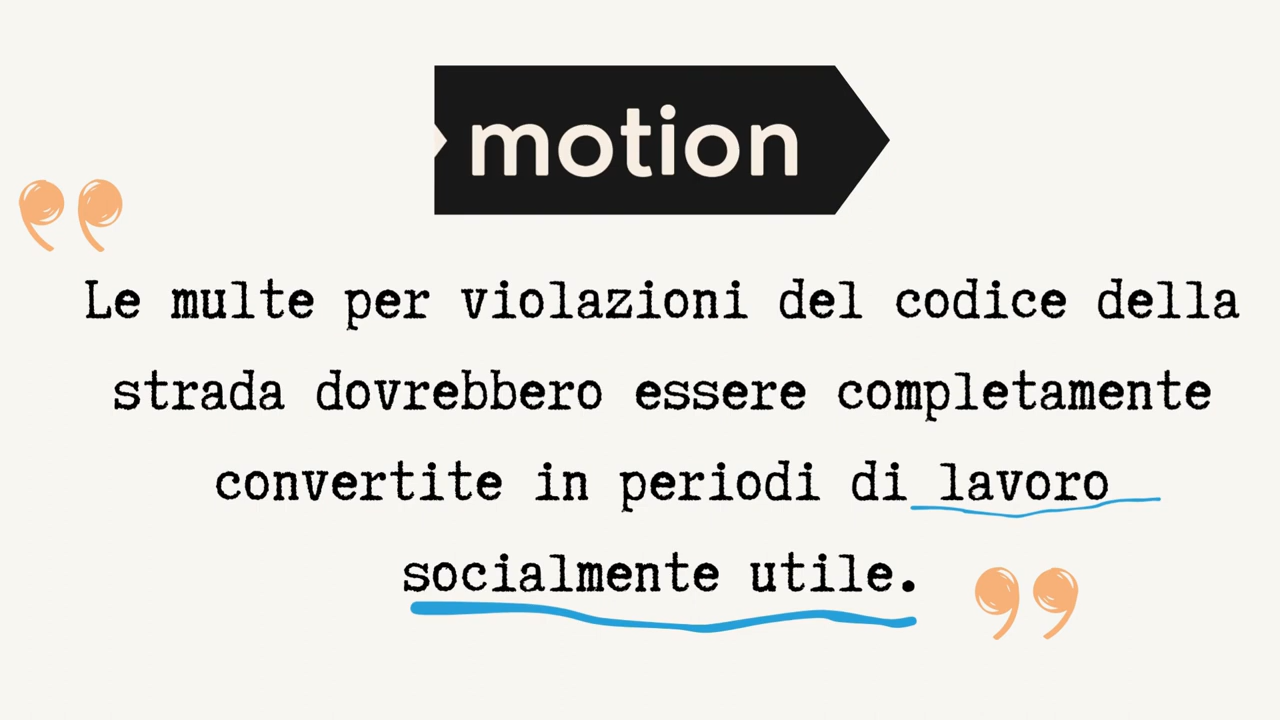 motion
Le multe per violazioni del codice della
strada dovrebbero essere completamente
convertite in periodi di lavoro
socialmente utile.